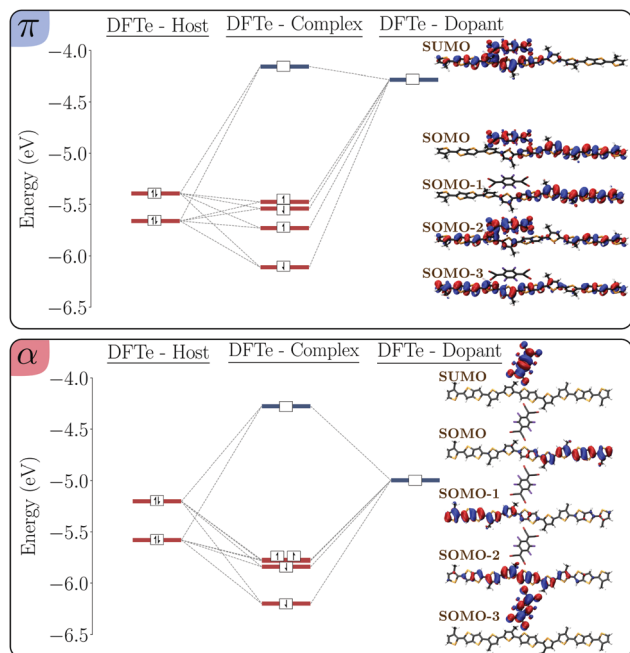 π
DFTe - Host DFTe - Complex DFTe - Dopant
SUMO
SOMO
SOMO-1
SOMO-2
SOMO-3
Energy (eV)
−4.0
−4.5
−5.0
−5.5
−6.0
−6.5
α
DFTe - Host DFTe - Complex DFTe - Dopant
SUMO
SOMO
SOMO-1
SOMO-2
SOMO-3
Energy (eV)
−4.0
−4.5
−5.0
−5.5
−6.0
−6.5